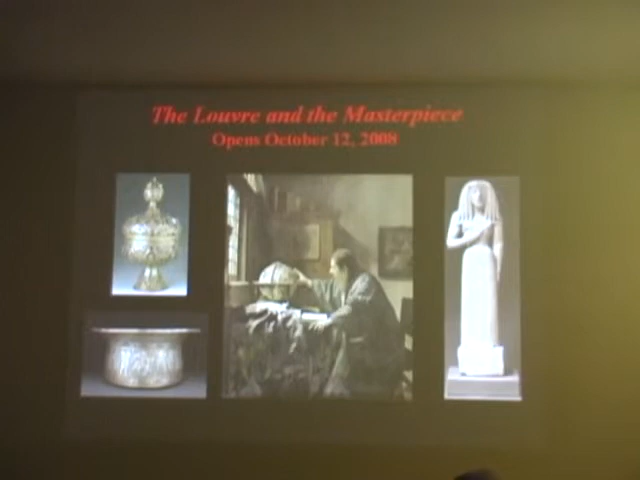 The Louvre and the Masterpiece
Opens October 12, 2008